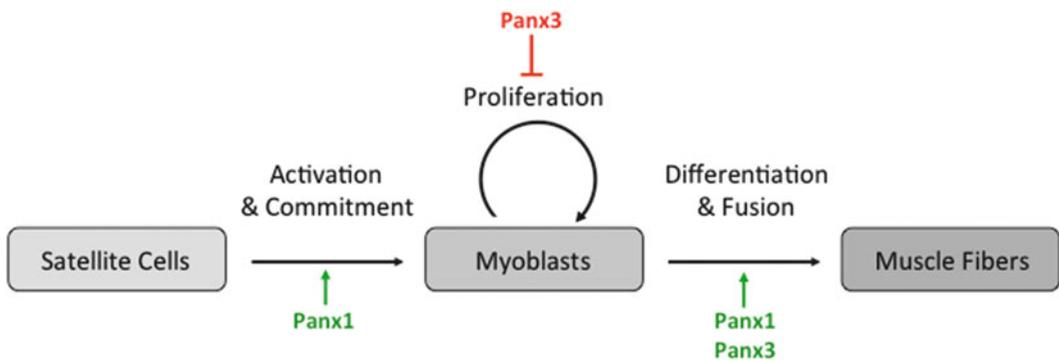 Panx3
Proliferation
Activation
& Commitment
Differentiation
& Fusion
Satellite Cells
Myoblasts
Muscle Fibers
Panx1
Panx1
Panx3